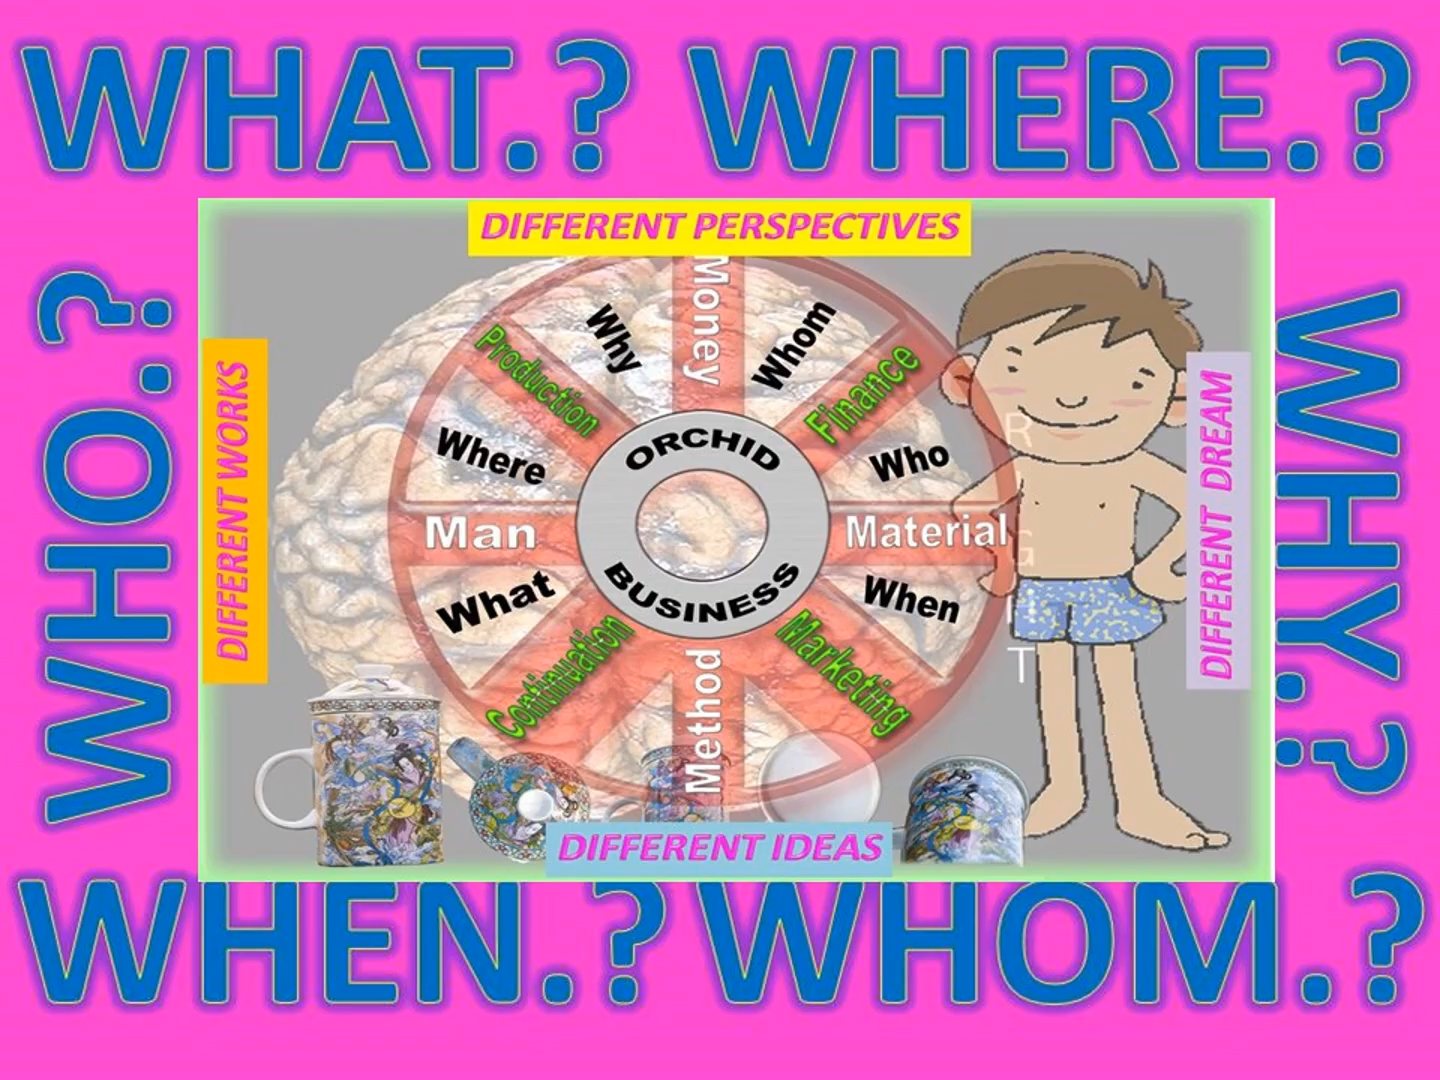 WHAT.? WHERE.?
WHO.?
WHY.?
WHEN.? WHOM.?
DIFFERENT PERSPECTIVES
DIFFERENT WORKS
DIFFERENT DREAM
DIFFERENT IDEAS
Money
Why
Whom
Production
Finance
Where
Who
Man
Material
What
When
Continuation
Marketing
Method
ORCHID
BUSINESS
R
G
T